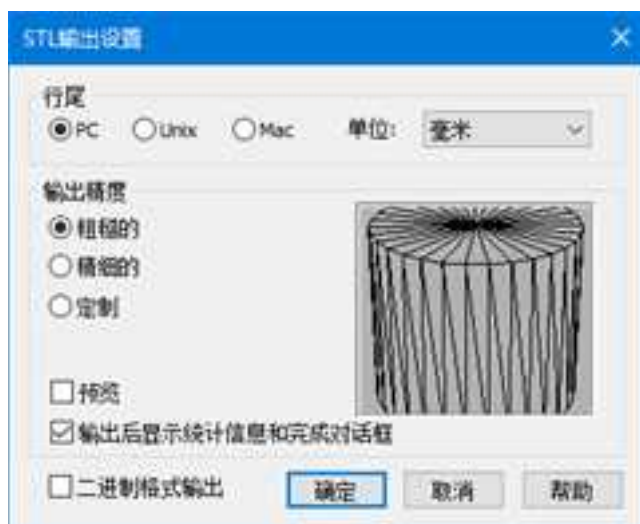 STL输出设置
行尾
PC Unix Mac 单位: 毫米
输出精度
粗糙的
精细的
定制
预览
输出后显示统计信息和完成对话框
二进制格式输出 确定 取消 帮助